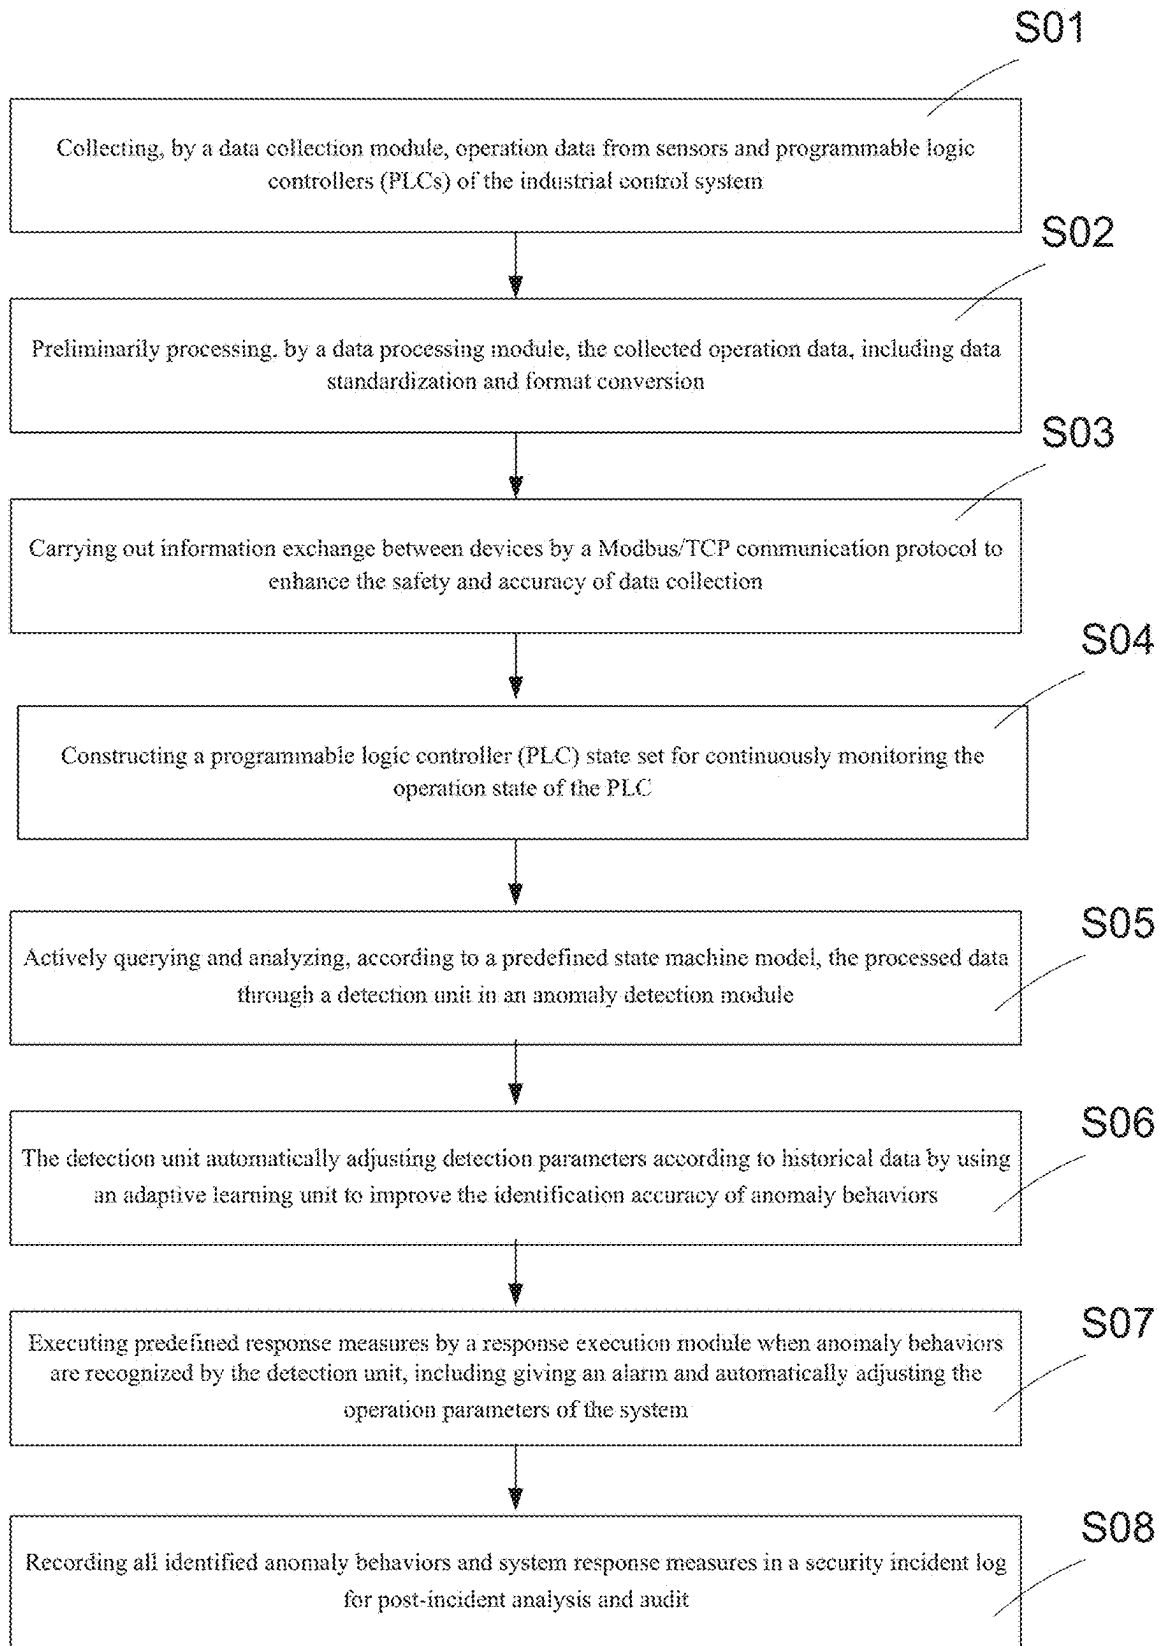 S01
Collecting, by a data collection module, operation data from sensors and programmable logic
controllers (PLCs) of the industrial control system
S02
Preliminarily processing, by a data processing module, the collected operation data, including data
standardization and format conversion
S03
Carrying out information exchange between devices by a Modbus/TCP communication protocol to
enhance the safety and accuracy of data collection
S04
Constructing a programmable logic controller (PLC) state set for continuously monitoring the
operation state of the PLC
S05
Actively querying and analyzing, according to a predefined state machine model, the processed data
through a detection unit in an anomaly detection module
S06
The detection unit automatically adjusting detection parameters according to historical data by using
an adaptive learning unit to improve the identification accuracy of anomaly behaviors
S07
Executing predefined response measures by a response execution module when anomaly behaviors
are recognized by the detection unit, including giving an alarm and automatically adjusting the
operation parameters of the system
S08
Recording all identified anomaly behaviors and system response measures in a security incident log
for post-incident analysis and audit